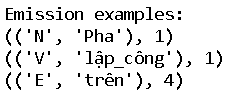 Emission examples:
(('N', 'Pha'), 1)
(('V', 'lập_công'), 1)
(('E', 'trên'), 4)